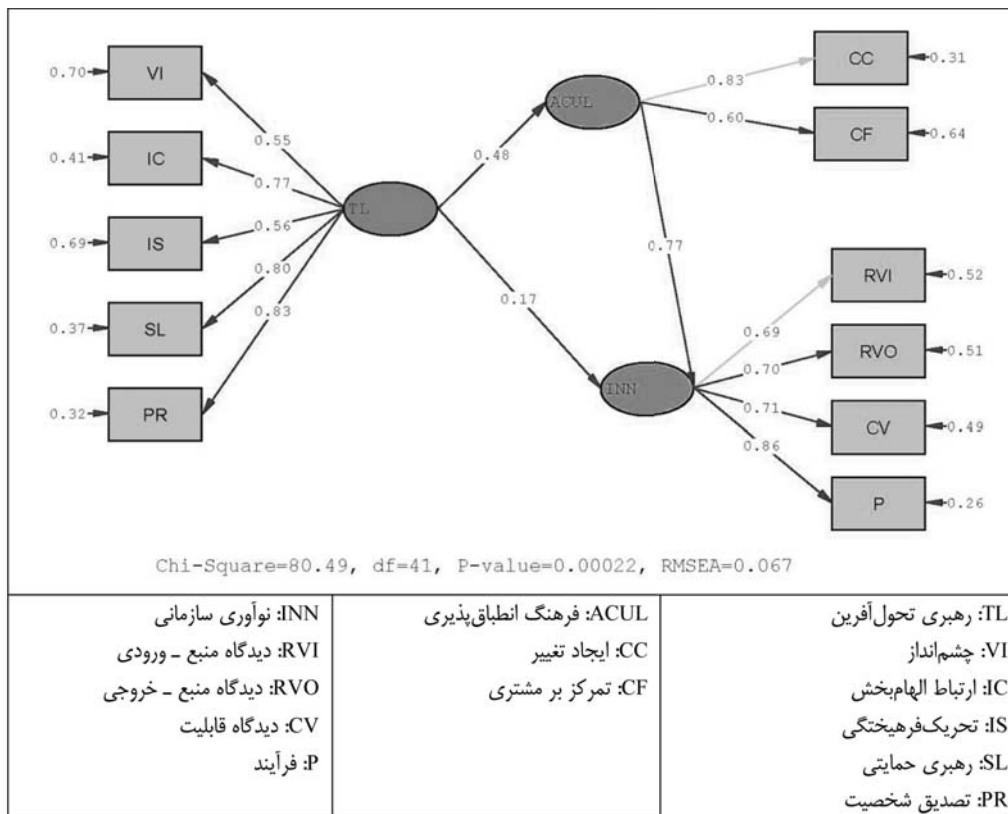 0.70 VI
0.41 IC
0.69 IS
0.37 SL
0.32 PR
0.55
0.77
0.56
0.80
0.83
TL
0.48
0.17
ACUL
0.77
INN
0.83
0.60
CC 0.31
CF 0.64
0.69
0.70
0.71
0.86
RVI 0.52
RVO 0.51
CV 0.49
P 0.26
Chi-Square=80.49, df=41, P-value=0.00022, RMSEA=0.067
TL: رهبری تحول‌آفرین
VI: چشم‌انداز
IC: ارتباط الهام‌بخش
IS: تحریک‌فرهیختگی
SL: رهبری حمایتی
PR: تصدیق شخصیت
ACUL: فرهنگ انطباق‌پذیری
CC: ایجاد تغییر
CF: تمرکز بر مشتری
INN: نوآوری سازمانی
RVI: دیدگاه منبع ـ ورودی
RVO: دیدگاه منبع ـ خروجی
CV: دیدگاه قابلیت
P: فرآیند